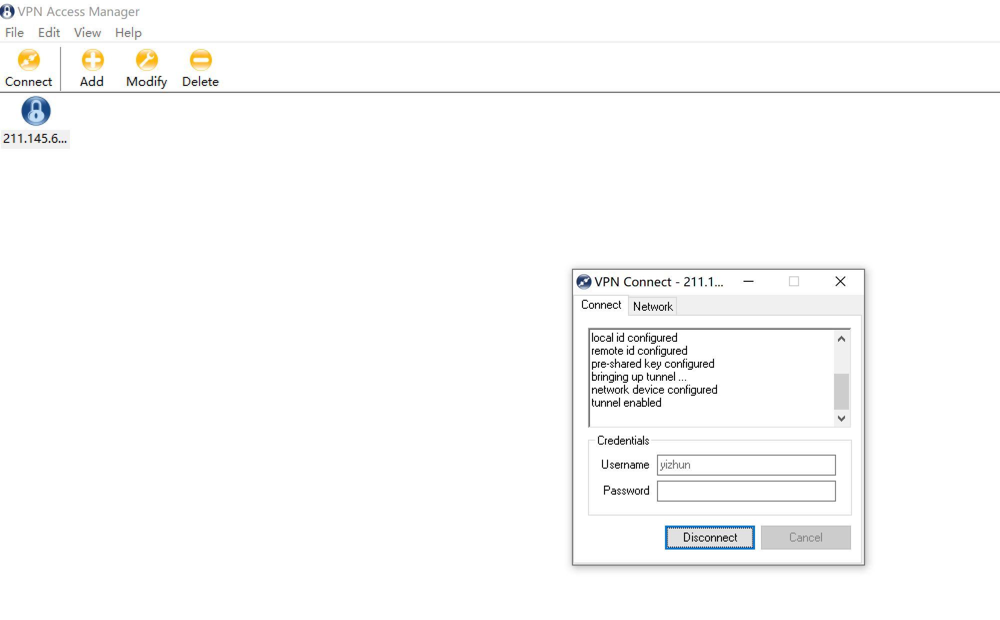 VPN Access Manager
File Edit View Help
Connect Add Modify Delete
211.145.6...
VPN Connect - 211.1...
Connect Network
local id configured
remote id configured
pre-shared key configured
bringing up tunnel ...
network device configured
tunnel enabled
Credentials
Username yizhun
Password
Disconnect Cancel